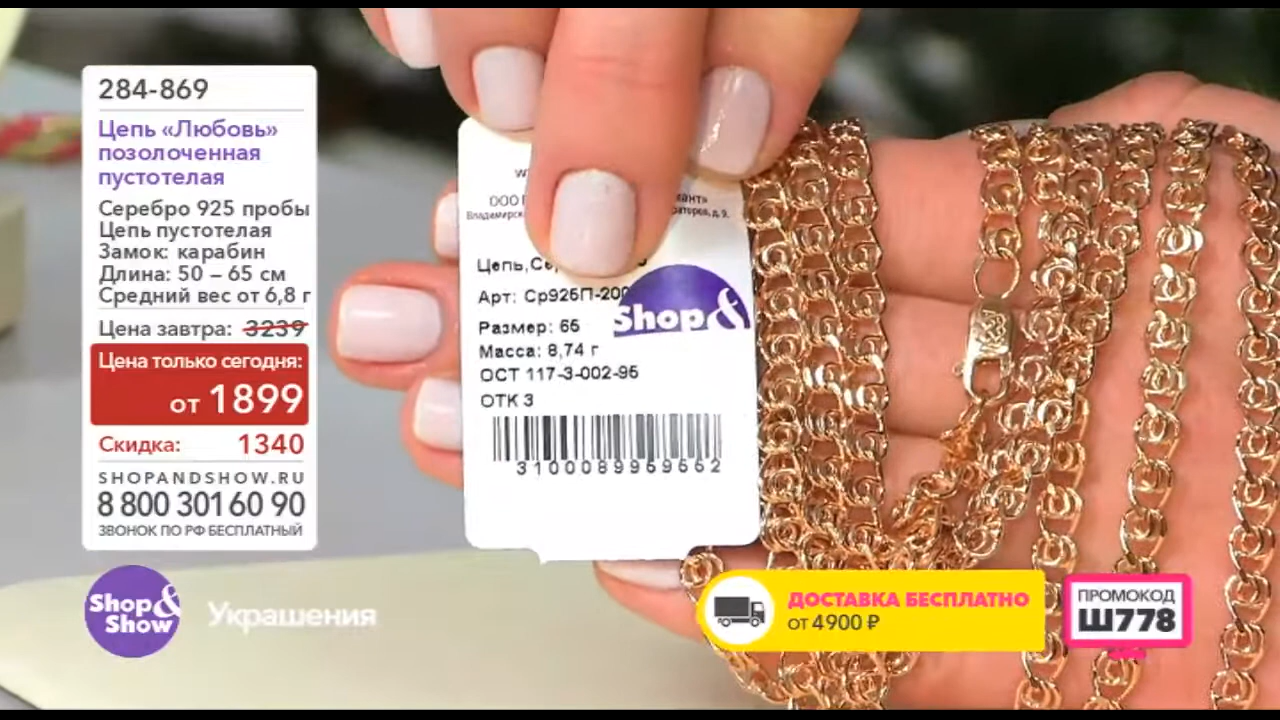 284-869
Цепь «Любовь»
позолоченная
пустотелая
Серебро 925 пробы
Цепь пустотелая
Замок: карабин
Длина: 50 – 65 см
Средний вес от 6,8 г
Цена завтра: 3239
Цена только сегодня:
от 1899
Скидка: 1340
SHOPANDSHOW.RU
8 800 301 60 90
ЗВОНОК ПО РФ БЕСПЛАТНЫЙ
Shop&
Show
Украшения
ООО
Арт: Ср925П-200
Shop&
Размер: 65
Масса: 8,74 г
ОСТ 117-3-002-95
ОТК 3
3100089959552
ДОСТАВКА БЕСПЛАТНО
от 4900 ₽
ПРОМОКОД
Ш778